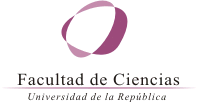 Facultad de Ciencias
Universidad de la República